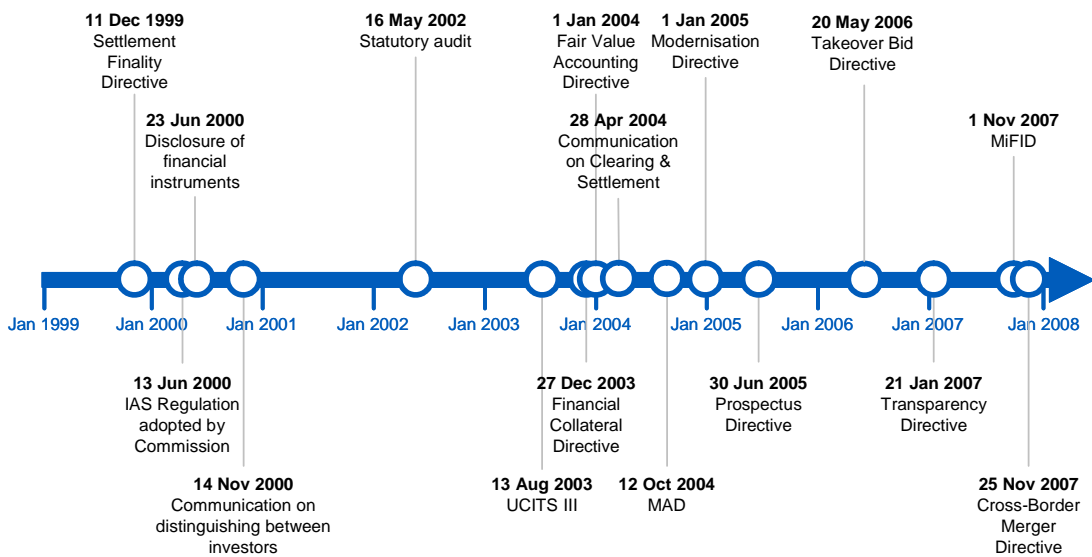 11 Dec 1999
Settlement
Finality
Directive
16 May 2002
Statutory audit
1 Jan 2004
Fair Value
Accounting
Directive
1 Jan 2005
Modernisation
Directive
20 May 2006
Takeover Bid
Directive
23 Jun 2000
Disclosure of
financial
instruments
28 Apr 2004
Communication
on Clearing &
Settlement
1 Nov 2007
MiFID
Jan 1999
Jan 2000
Jan 2001
Jan 2002
Jan 2003
Jan 2004
Jan 2005
Jan 2006
Jan 2007
Jan 2008
13 Jun 2000
IAS Regulation
adopted by
Commission
27 Dec 2003
Financial
Collateral
Directive
30 Jun 2005
Prospectus
Directive
21 Jan 2007
Transparency
Directive
14 Nov 2000
Communication on
distinguishing between
investors
13 Aug 2003
UCITS III
12 Oct 2004
MAD
25 Nov 2007
Cross-Border
Merger
Directive